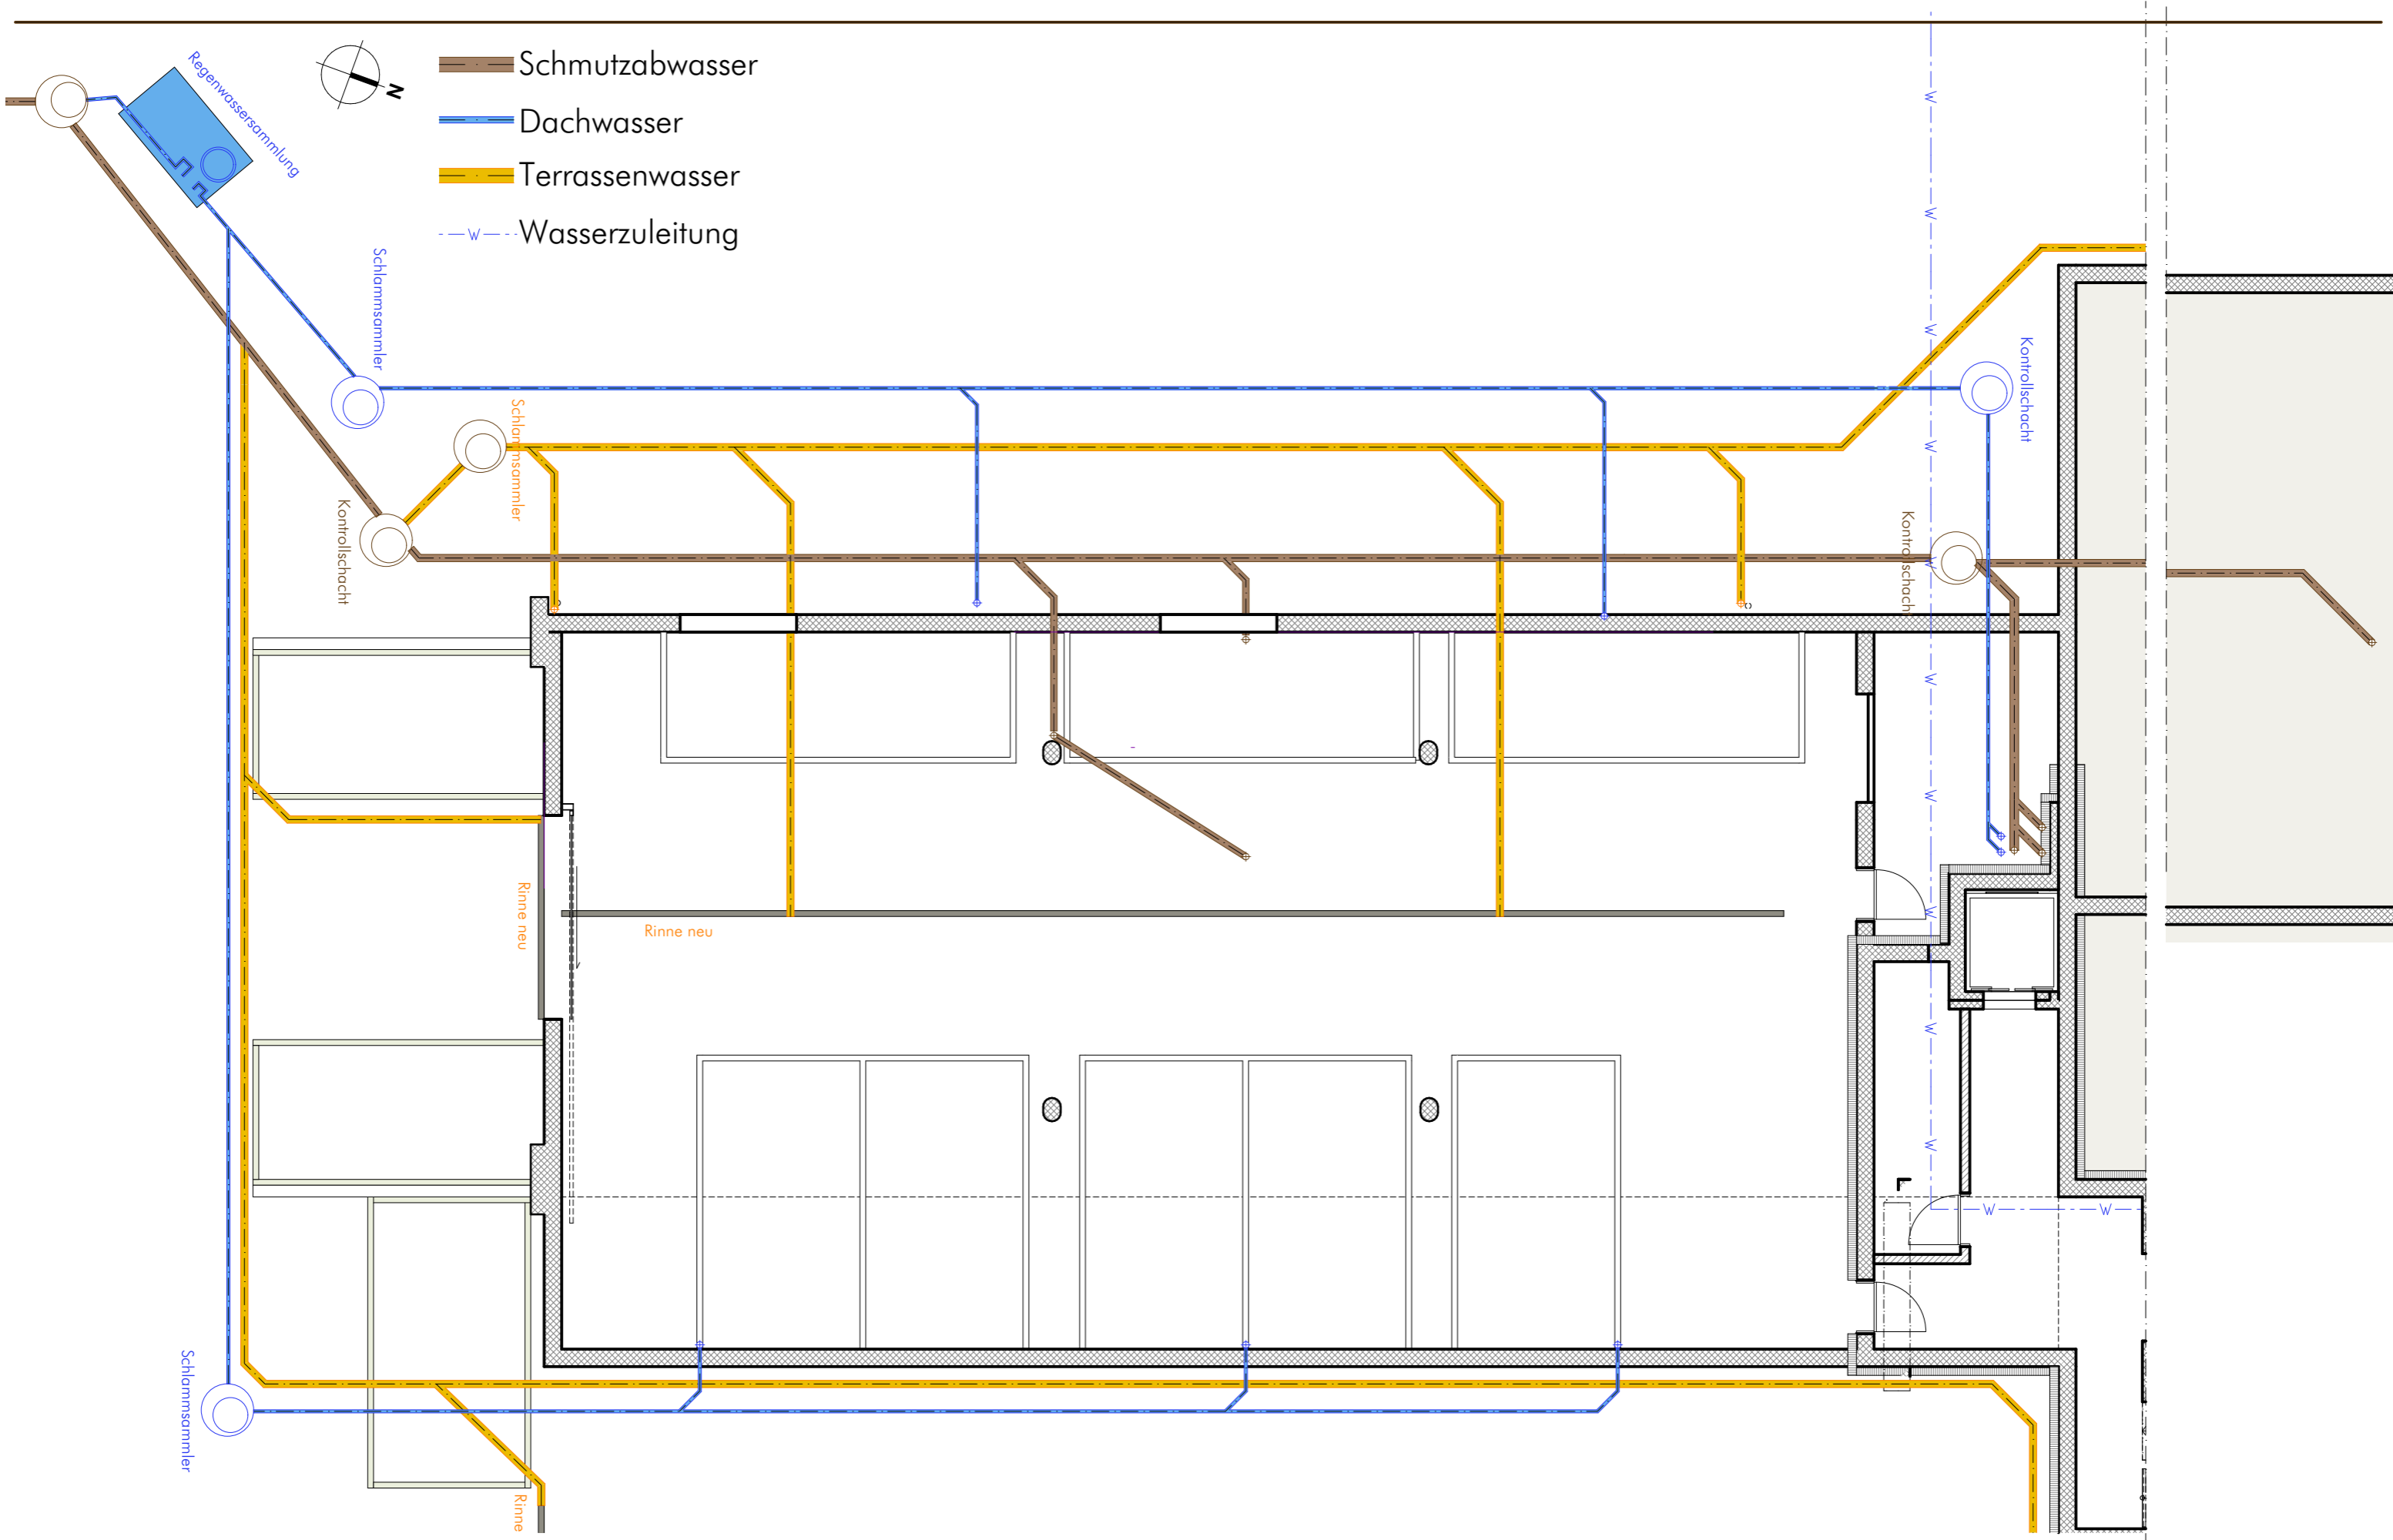 Schmutzabwasser
Dachwasser
Terrassenwasser
W
Wasserzuleitung
N
Regenwassersammlung
Schlammsammler
Schlammsammler
Kontrollschacht
Kontrollschacht
Kontrollschacht
W
W
W
W
W
W
W
W
W
W
W
W
Rinne neu
Rinne neu
Schlammsammler
Rinne